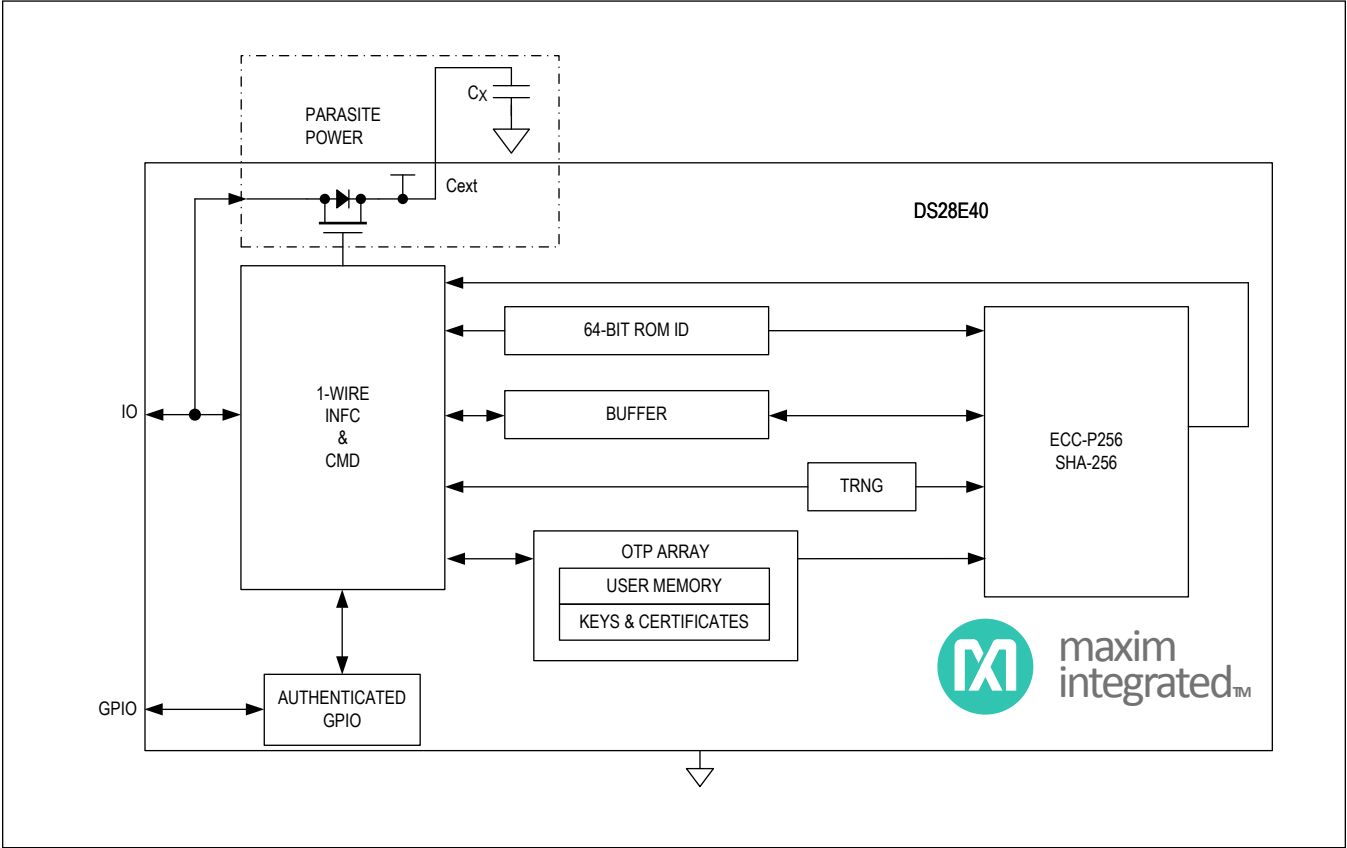 PARASITE
POWER
CX
Cext
DS28E40
64-BIT ROM ID
1-WIRE
INFC
&
CMD
IO
BUFFER
ECC-P256
SHA-256
TRNG
OTP ARRAY
USER MEMORY
KEYS & CERTIFICATES
AUTHENTICATED
GPIO
GPIO
maxim
integrated™